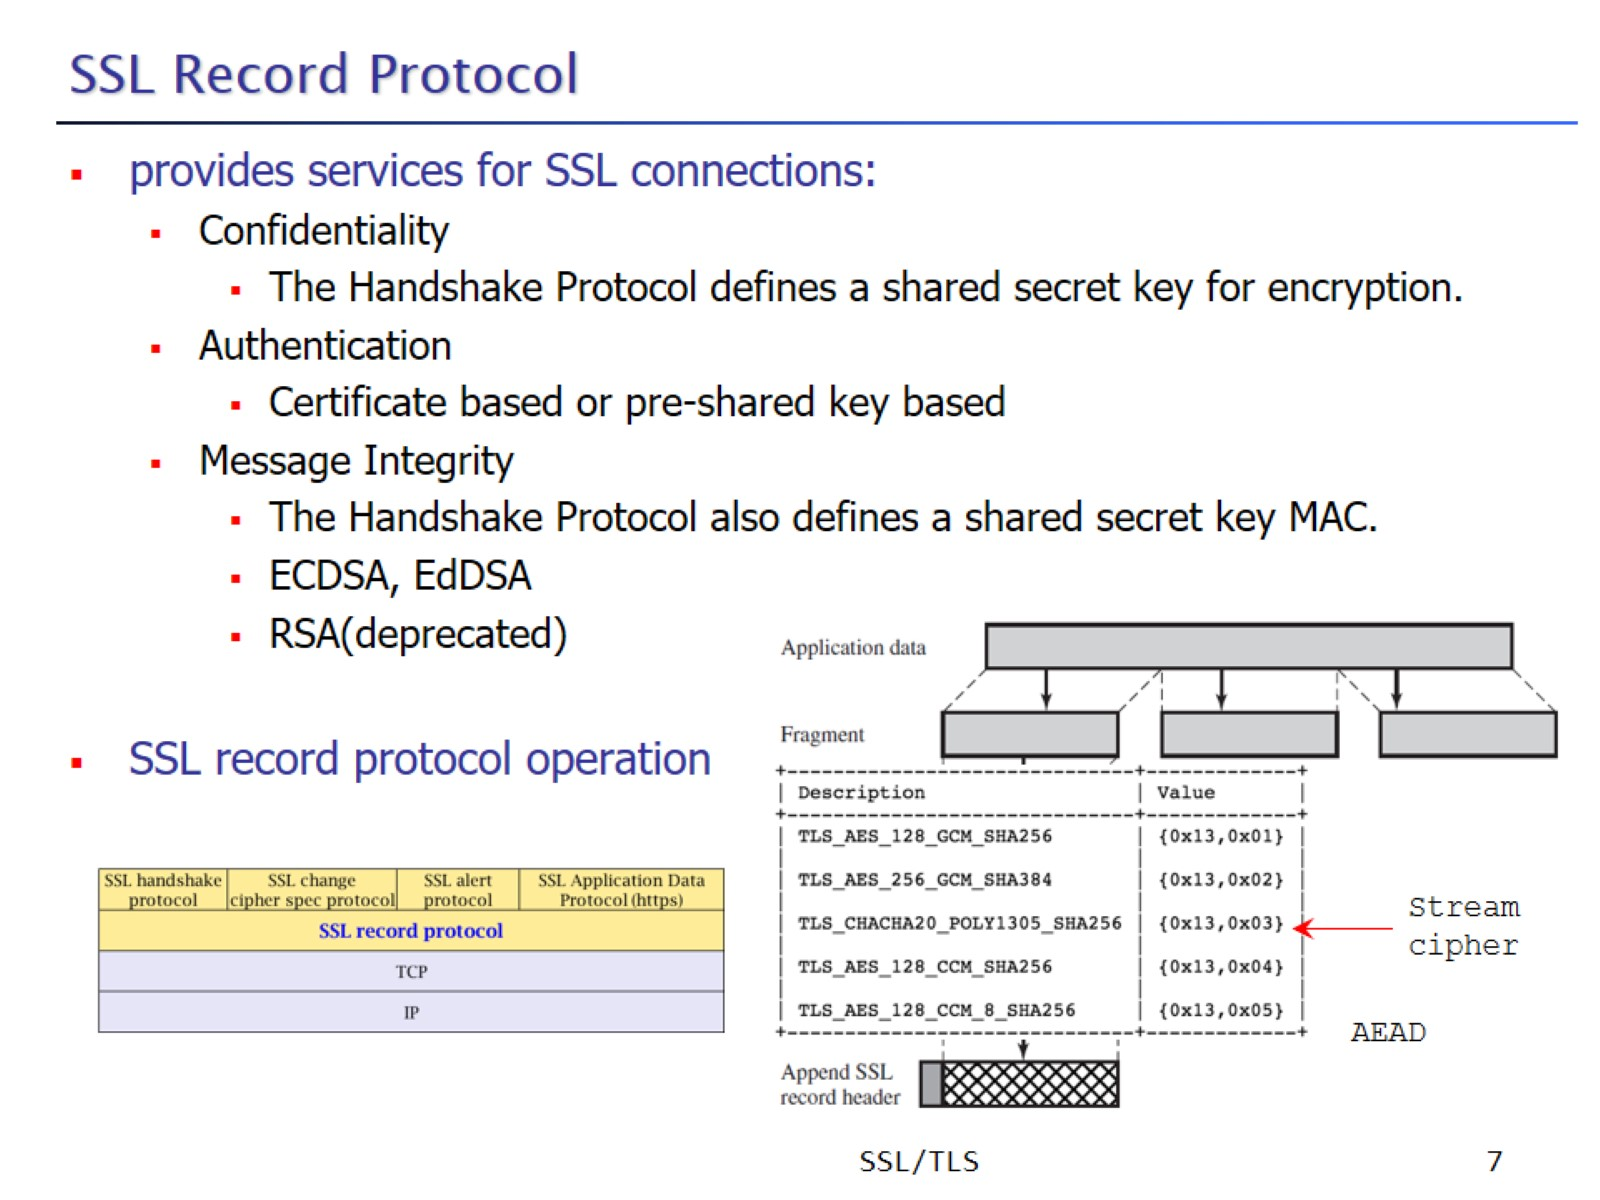 SSL Record Protocol
provides services for SSL connections:
Confidentiality
The Handshake Protocol defines a shared secret key for encryption.
Authentication
Certificate based or pre-shared key based
Message Integrity
The Handshake Protocol also defines a shared secret key MAC.
ECDSA, EdDSA
RSA(deprecated)
SSL record protocol operation
SSL handshake protocol
SSL change cipher spec protocol
SSL alert protocol
SSL Application Data Protocol (https)
SSL record protocol
TCP
IP
Application data
Fragment
Description Value
TLS_AES_128_GCM_SHA256 {0x13,0x01}
TLS_AES_256_GCM_SHA384 {0x13,0x02}
TLS_CHACHA20_POLY1305_SHA256 {0x13,0x03}
TLS_AES_128_CCM_SHA256 {0x13,0x04}
TLS_AES_128_CCM_8_SHA256 {0x13,0x05}
Stream
cipher
AEAD
Append SSL
record header
SSL/TLS
7